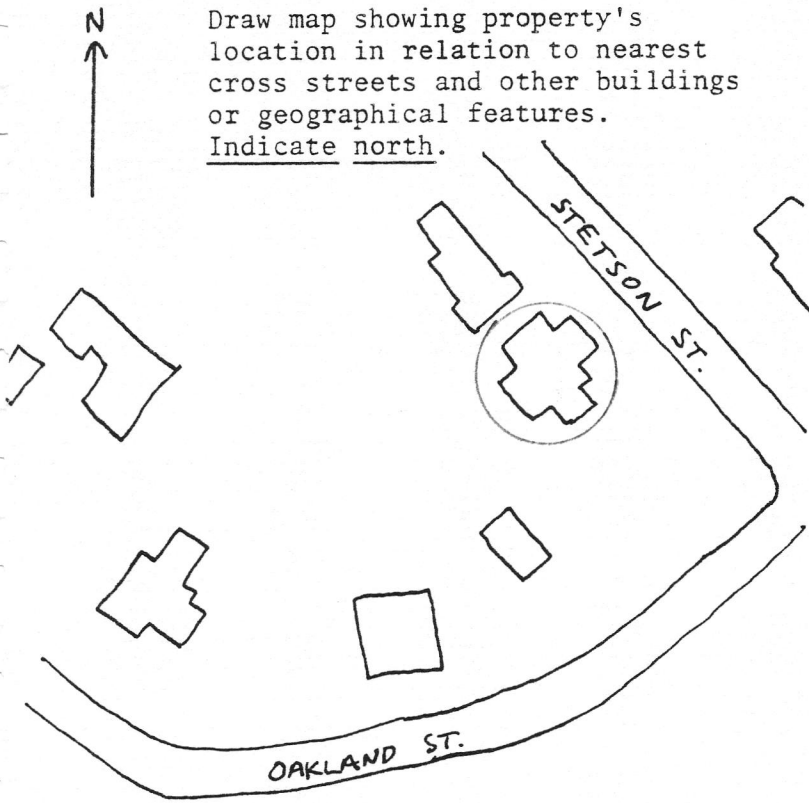 N
Draw map showing property's
location in relation to nearest
cross streets and other buildings
or geographical features.
Indicate north.
STETSON ST.
OAKLAND ST.